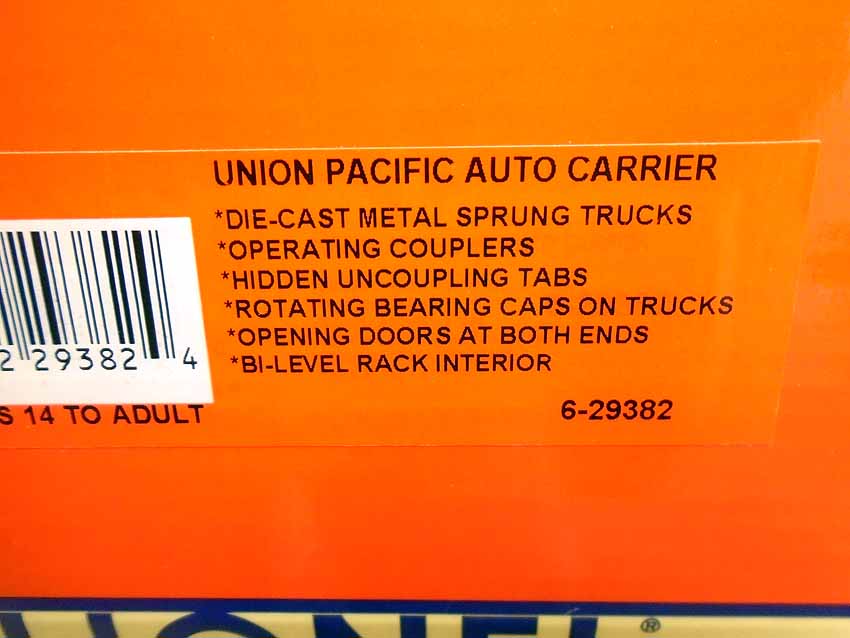 UNION PACIFIC AUTO CARRIER
*DIE-CAST METAL SPRUNG TRUCKS
*OPERATING COUPLERS
*HIDDEN UNCOUPLING TABS
*ROTATING BEARING CAPS ON TRUCKS
*OPENING DOORS AT BOTH ENDS
*BI-LEVEL RACK INTERIOR
2 29382 4
S 14 TO ADULT
6-29382
LIONEL®